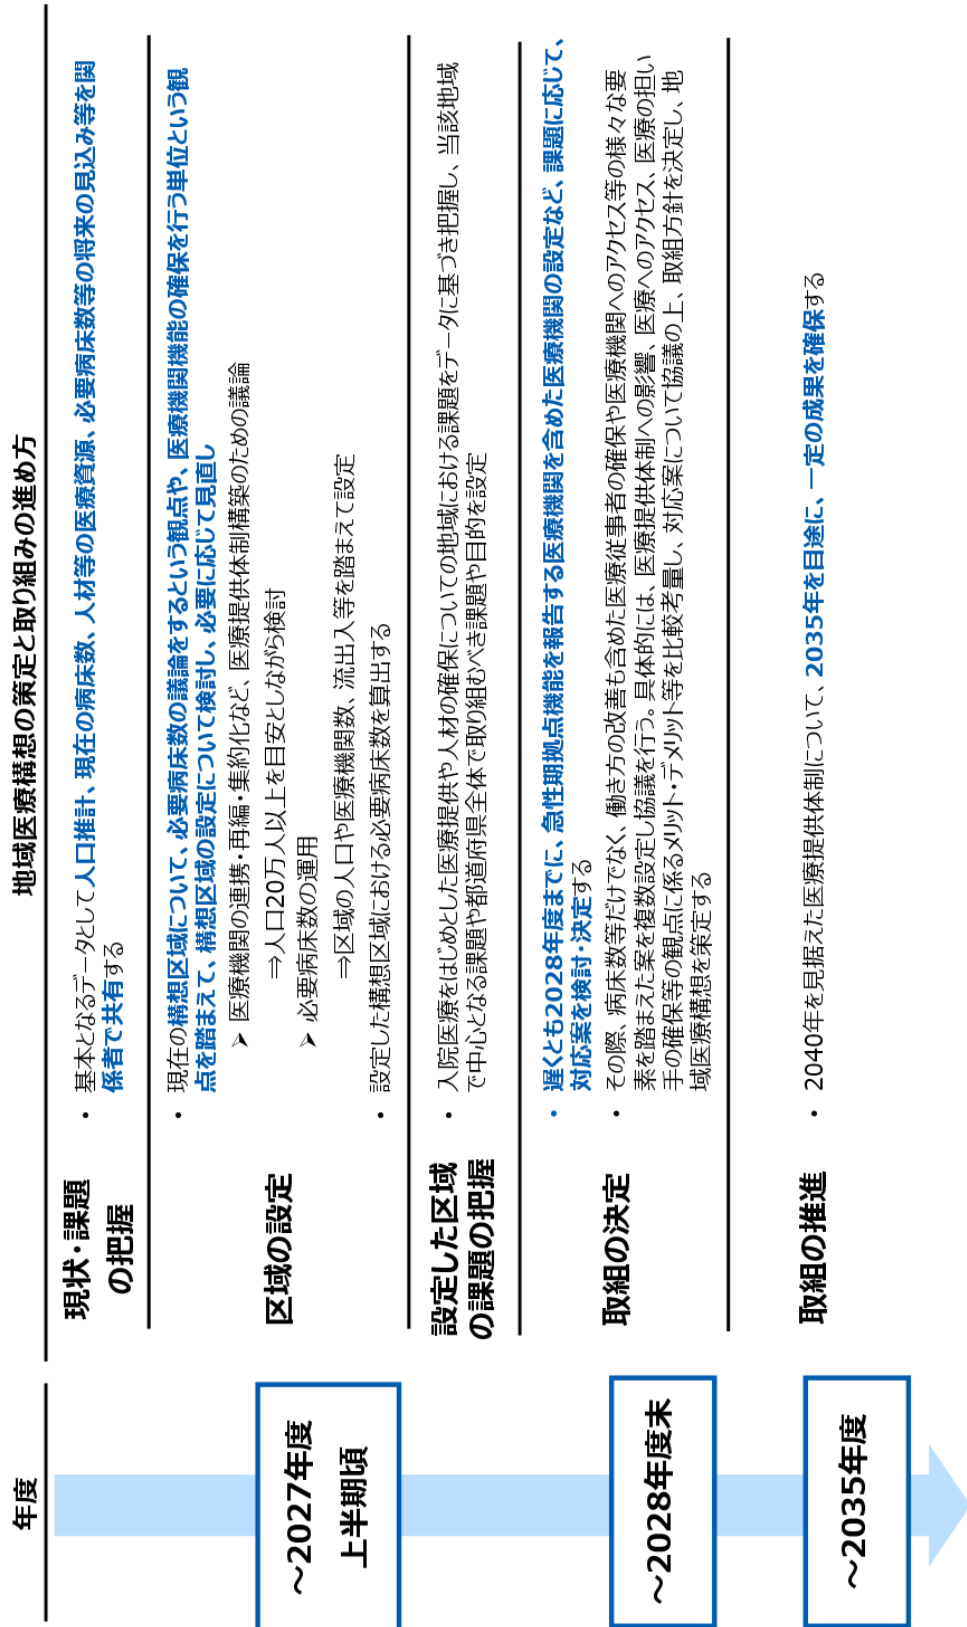 年度
地域医療構想の策定と取り組みの進め方
現状・課題
の把握
・ 基本となるデータとして人口推計、現在の病床数、人材等の医療資源、必要病床数等の将来の見込み等を関
係者で共有する
~2027年度
上半期頃
区域の設定
・ 現在の構想区域について、必要病床数の議論をするという観点や、医療機関機能の確保を行う単位という観
点を踏まえて、構想区域の設定について検討し、必要に応じて見直し
➤ 医療機関の連携・再編・集約化など、医療提供体制構築のための議論
⇒人口20万人以上を目安としながら検討
➤ 必要病床数の運用
⇒区域の人口や医療機関数、流出入等を踏まえて設定
・ 設定した構想区域における必要病床数を算出する
設定した区域
の課題の把握
・ 入院医療をはじめとした医療提供や人材の確保についての地域における課題をデータに基づき把握し、当該地域
で中心となる課題や都道府県全体で取り組むべき課題や目的を設定
~2028年度末
取組の決定
・ 遅くとも2028年度までに、急性期拠点機能を報告する医療機関を含めた医療機関の設定など、課題に応じて、
対応案を検討・決定する
・ その際、病床数等だけでなく、働き方の改善も含めた医療従事者の確保や医療機関へのアクセス等の様々な要
素を踏まえた案を複数設定し協議を行う。具体的には、医療提供体制への影響、医療へのアクセス、医療の担い
手の確保等の観点に係るメリット・デメリット等を比較考量し、対応案について協議の上、取組方針を決定し、地
域医療構想を策定する
~2035年度
取組の推進
・ 2040年を見据えた医療提供体制について、2035年を目途に、一定の成果を確保する